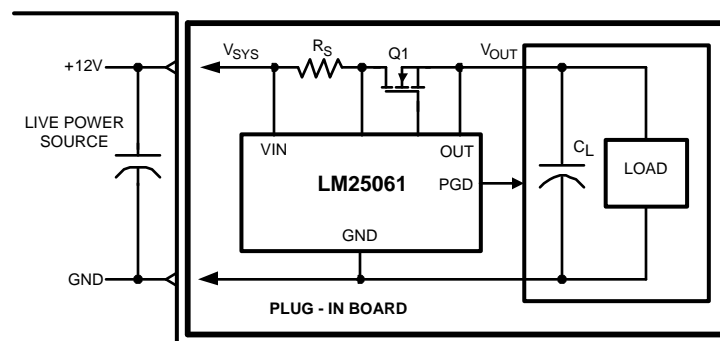 +12V
LIVE POWER
SOURCE
GND
VSYS
RS
Q1
VOUT
VIN
OUT
LM25061
PGD
GND
CL
LOAD
PLUG - IN BOARD